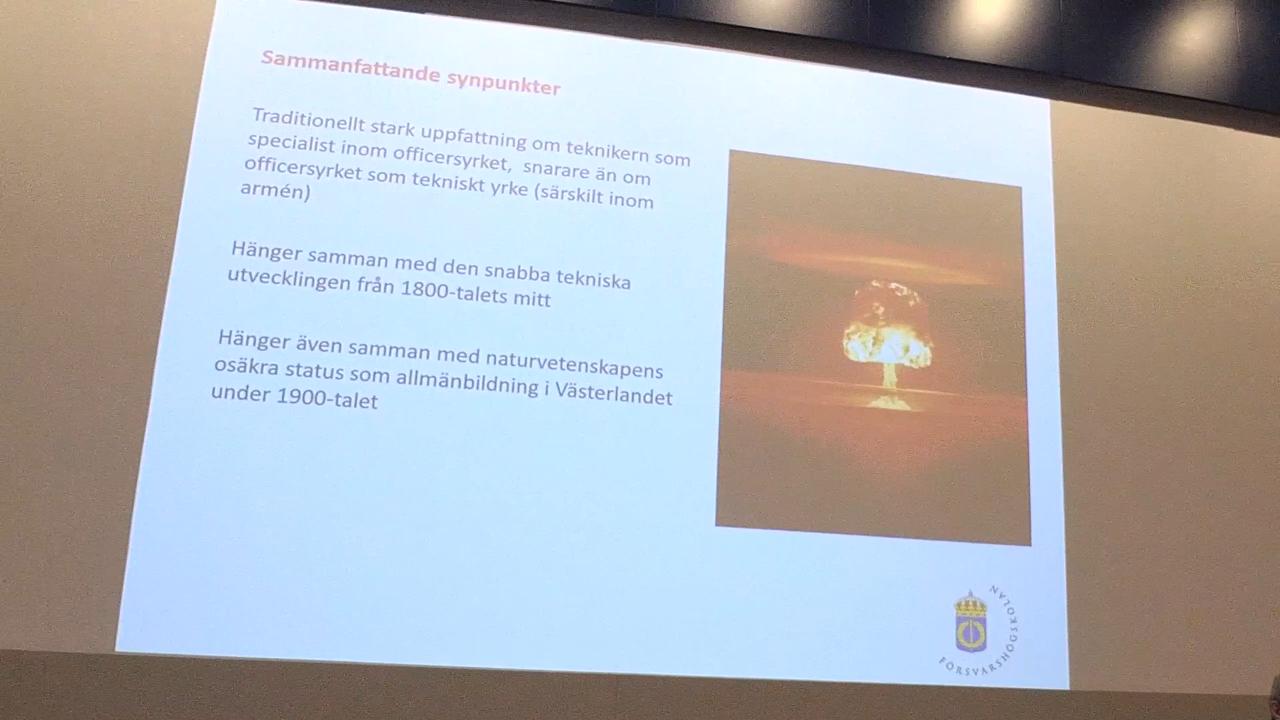 Sammanfattande synpunkter
Traditionellt stark uppfattning om teknikern som
specialist inom officersyrket, snarare än om
officersyrket som tekniskt yrke (särskilt inom
armén)
Hänger samman med den snabba tekniska
utvecklingen från 1800-talets mitt
Hänger även samman med naturvetenskapens
osäkra status som allmänbildning i Västerlandet
under 1900-talet
FÖRSVARSHÖGSKOLAN